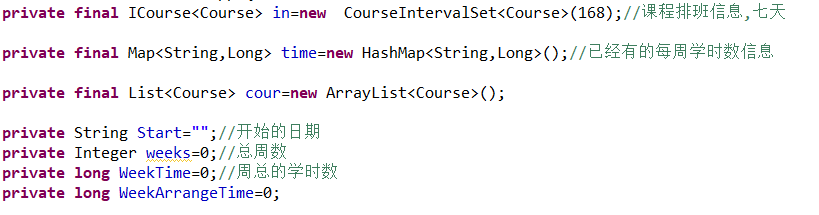 private final ICourse<Course> in=new  CourseIntervalSet<Course>(168);//课程排班信息,七天
private final Map<String,Long> time=new HashMap<String,Long>();//已经有的每周学时数信息
private final List<Course> cour=new ArrayList<Course>();
private String Start="";//开始的日期
private Integer weeks=0;//总周数
private long WeekTime=0;//周总的学时数
private long WeekArrangeTime=0;